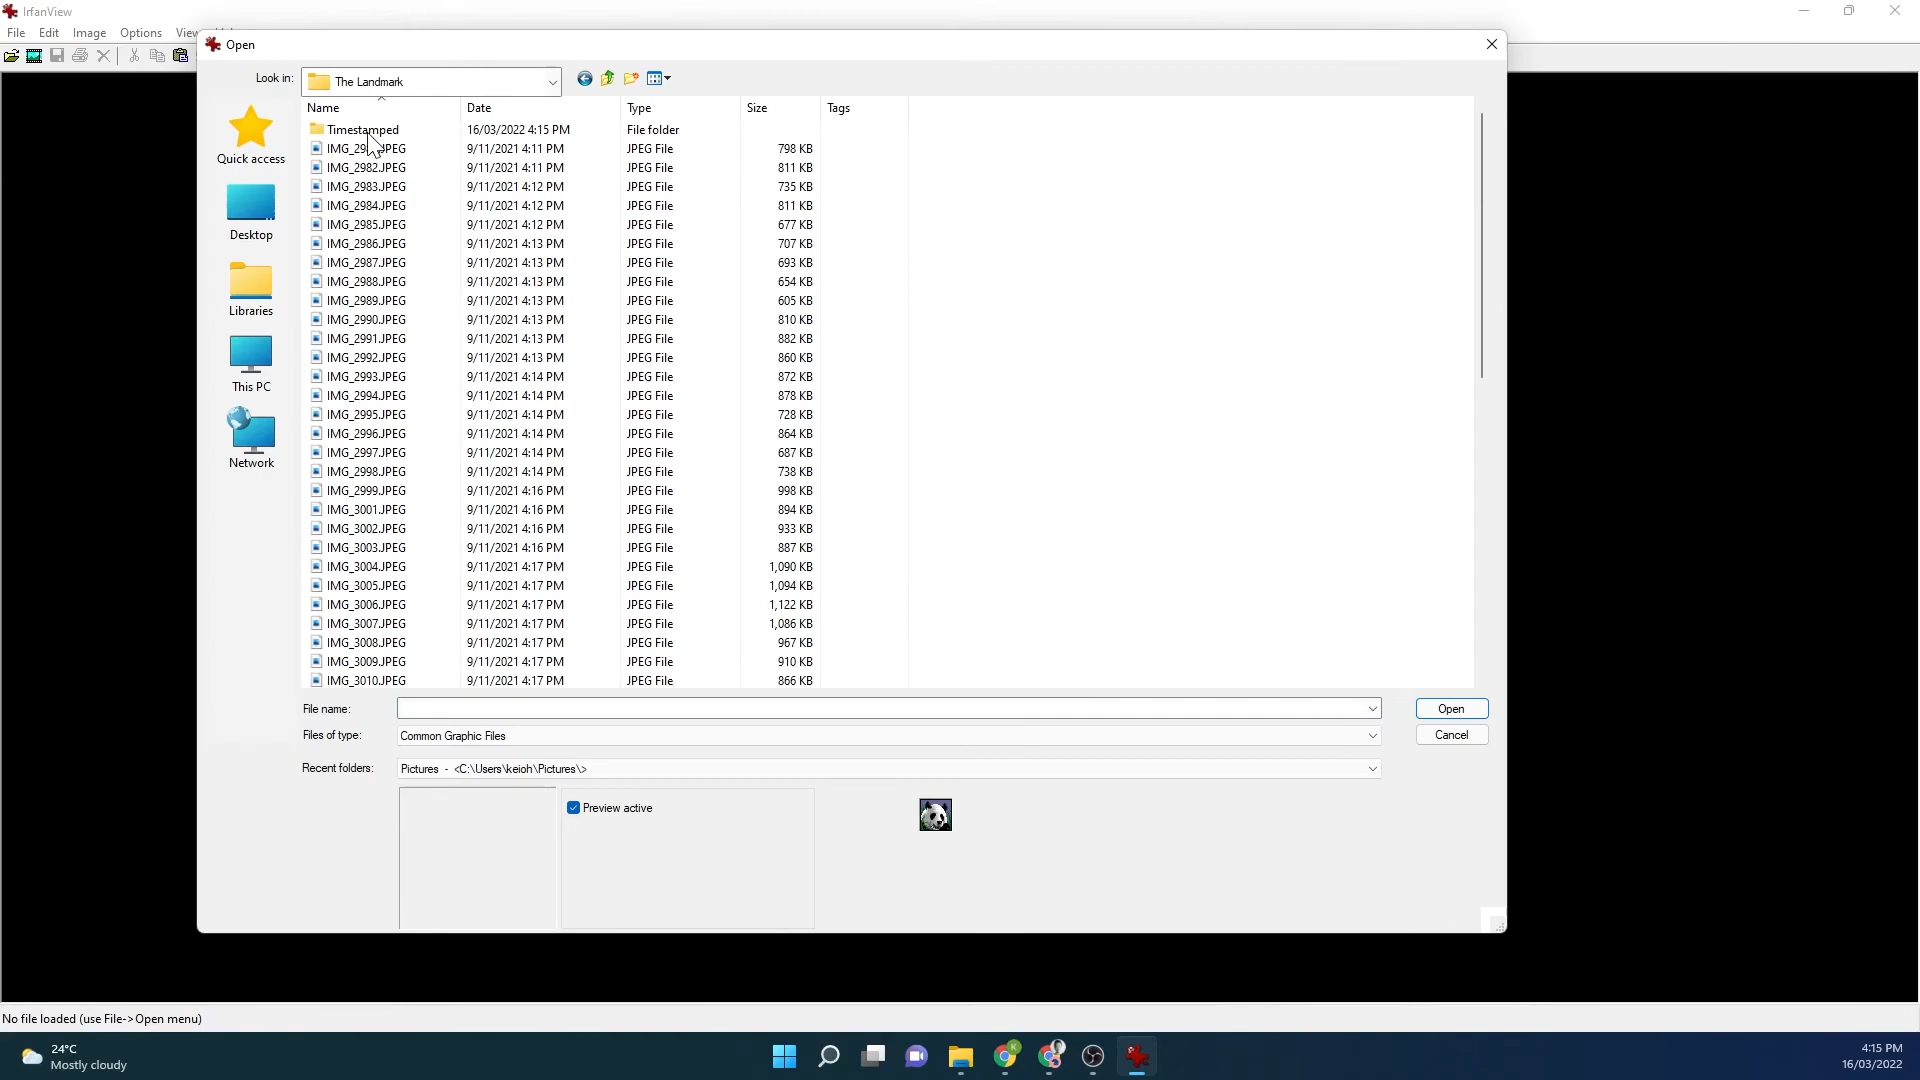 IrfanView
File Edit Image Options View
Open
Look in: The Landmark
Name Date Type Size Tags
Timestamped 16/03/2022 4:15 PM File folder
9/11/2021 4:11 PM JPEG File 798 KB
IMG_2982.JPEG 9/11/2021 4:11 PM JPEG File 811 KB
IMG_2983.JPEG 9/11/2021 4:12 PM JPEG File 735 KB
IMG_2984.JPEG 9/11/2021 4:12 PM JPEG File 811 KB
IMG_2985.JPEG 9/11/2021 4:12 PM JPEG File 677 KB
IMG_2986.JPEG 9/11/2021 4:13 PM JPEG File 707 KB
IMG_2987.JPEG 9/11/2021 4:13 PM JPEG File 693 KB
IMG_2988.JPEG 9/11/2021 4:13 PM JPEG File 654 KB
IMG_2989.JPEG 9/11/2021 4:13 PM JPEG File 605 KB
IMG_2990.JPEG 9/11/2021 4:13 PM JPEG File 810 KB
IMG_2991.JPEG 9/11/2021 4:13 PM JPEG File 882 KB
IMG_2992.JPEG 9/11/2021 4:13 PM JPEG File 860 KB
IMG_2993.JPEG 9/11/2021 4:14 PM JPEG File 872 KB
IMG_2994.JPEG 9/11/2021 4:14 PM JPEG File 878 KB
IMG_2995.JPEG 9/11/2021 4:14 PM JPEG File 728 KB
IMG_2996.JPEG 9/11/2021 4:14 PM JPEG File 864 KB
IMG_2997.JPEG 9/11/2021 4:14 PM JPEG File 687 KB
IMG_2998.JPEG 9/11/2021 4:14 PM JPEG File 738 KB
IMG_2999.JPEG 9/11/2021 4:16 PM JPEG File 998 KB
IMG_3001.JPEG 9/11/2021 4:16 PM JPEG File 894 KB
IMG_3002.JPEG 9/11/2021 4:16 PM JPEG File 933 KB
IMG_3003.JPEG 9/11/2021 4:16 PM JPEG File 887 KB
IMG_3004.JPEG 9/11/2021 4:17 PM JPEG File 1,090 KB
IMG_3005.JPEG 9/11/2021 4:17 PM JPEG File 1,094 KB
IMG_3006.JPEG 9/11/2021 4:17 PM JPEG File 1,122 KB
IMG_3007.JPEG 9/11/2021 4:17 PM JPEG File 1,086 KB
IMG_3008.JPEG 9/11/2021 4:17 PM JPEG File 967 KB
IMG_3009.JPEG 9/11/2021 4:17 PM JPEG File 910 KB
IMG_3010.JPEG 9/11/2021 4:17 PM JPEG File 866 KB
Quick access
Desktop
Libraries
This PC
Network
File name: Open
Files of type: Common Graphic Files Cancel
Recent folders: Pictures - <C:\Users\keioh\Pictures\>
Preview active
No file loaded (use File->Open menu)
24°C
Mostly cloudy
K
4:15 PM
16/03/2022